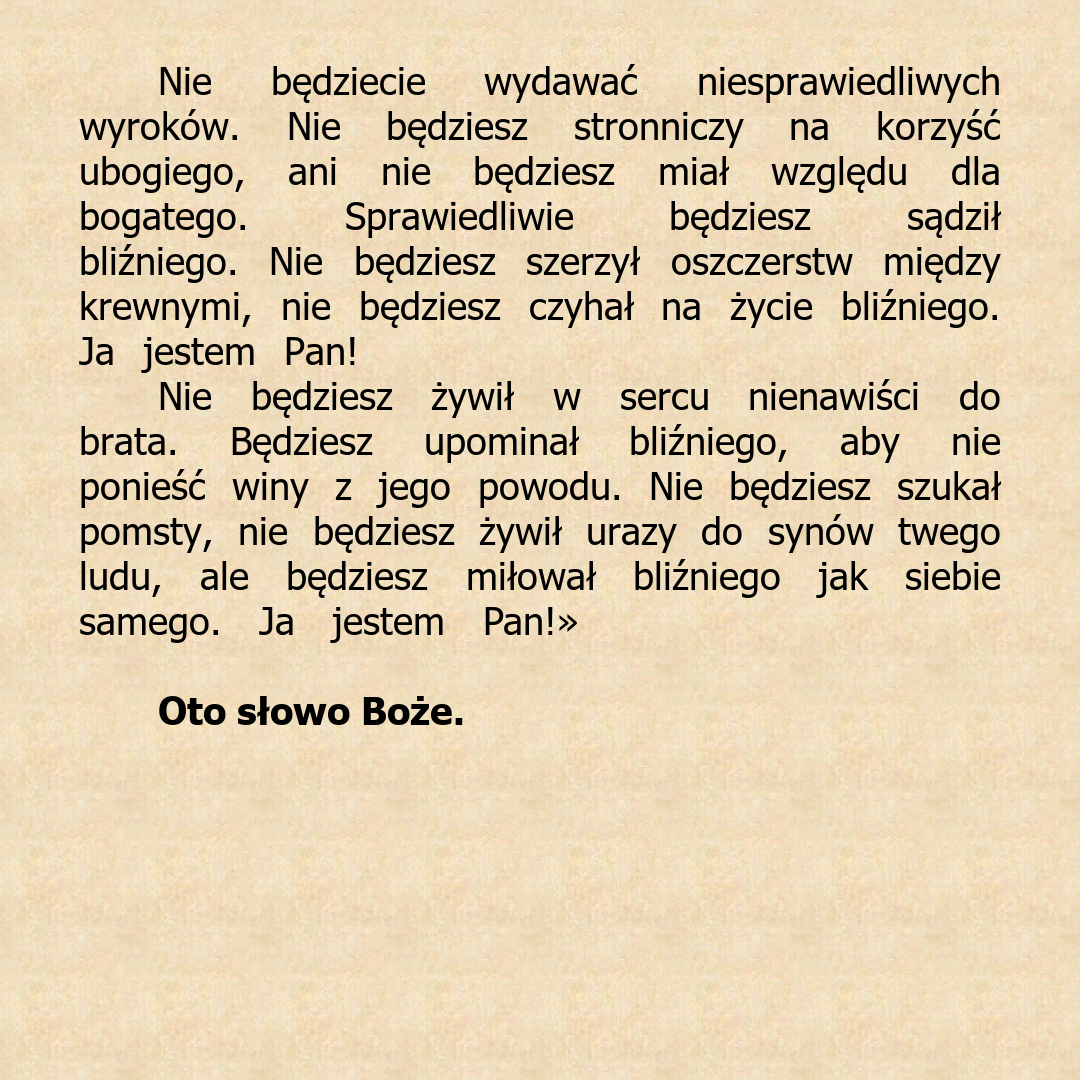 Nie będziecie wydawać niesprawiedliwych
wyroków. Nie będziesz stronniczy na korzyść
ubogiego, ani nie będziesz miał względu dla
bogatego. Sprawiedliwie będziesz sądził
bliźniego. Nie będziesz szerzył oszczerstw między
krewnymi, nie będziesz czyhał na życie bliźniego.
Ja jestem Pan!
Nie będziesz żywił w sercu nienawiści do
brata. Będziesz upominał bliźniego, aby nie
ponieść winy z jego powodu. Nie będziesz szukał
pomsty, nie będziesz żywił urazy do synów twego
ludu, ale będziesz miłował bliźniego jak siebie
samego. Ja jestem Pan!»
Oto słowo Boże.